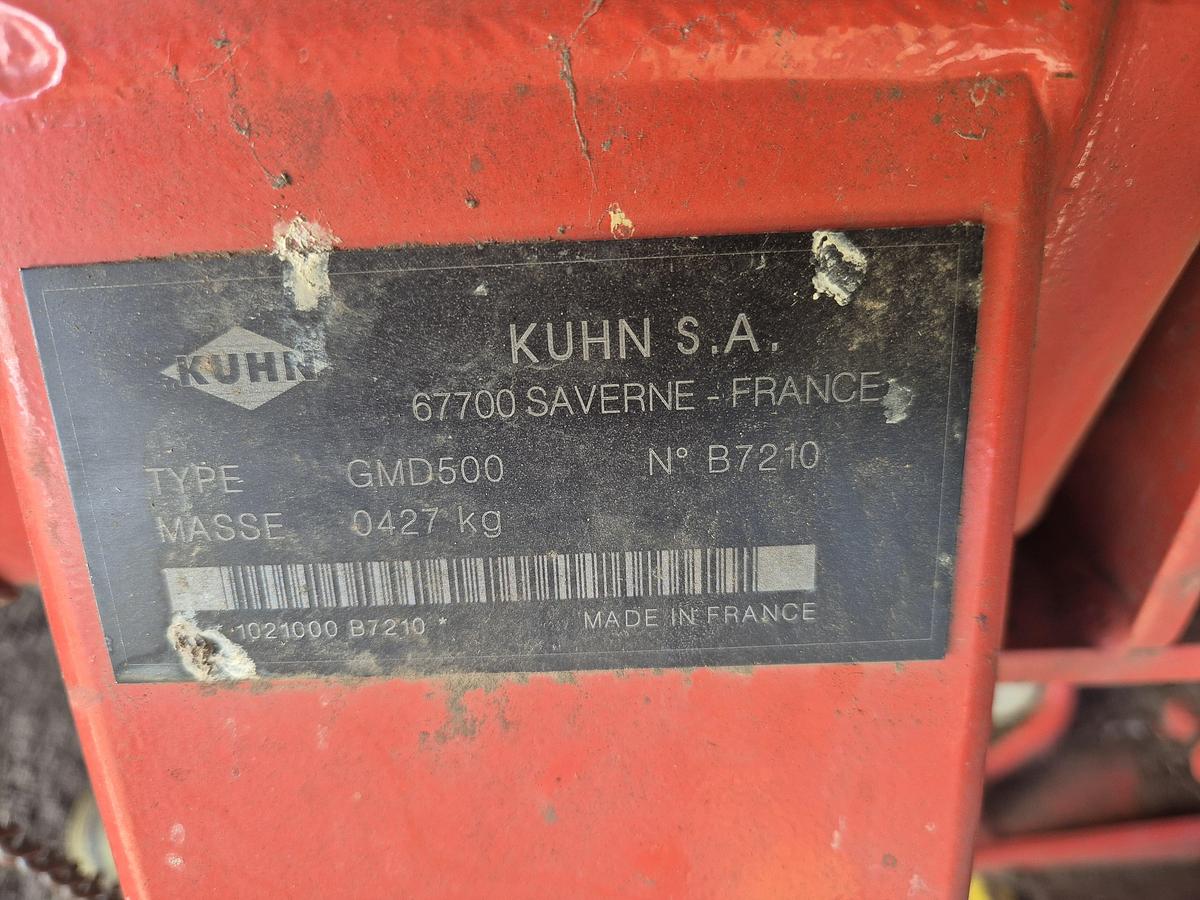 KUHN
KUHN S.A.
67700 SAVERNE - FRANCE
TYPE GMD500 N° B7210
MASSE 0427 kg
* 1021000 B7210 *
MADE IN FRANCE